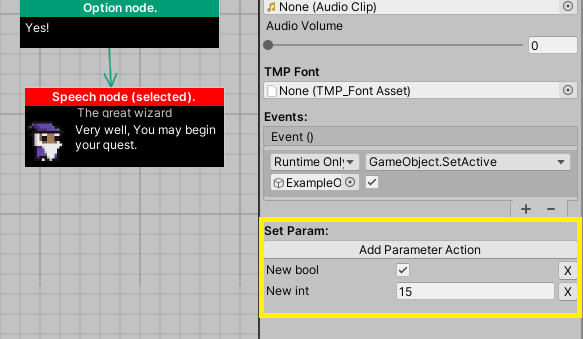 Option node.
Yes!
Speech node (selected).
The great wizard
Very well, You may begin
your quest.
None (Audio Clip)
Audio Volume
0
TMP Font
None (TMP_Font Asset)
Events:
Event ()
Runtime Only
GameObject.SetActive
ExampleO
Set Param:
Add Parameter Action
New bool
X
New int
15
X